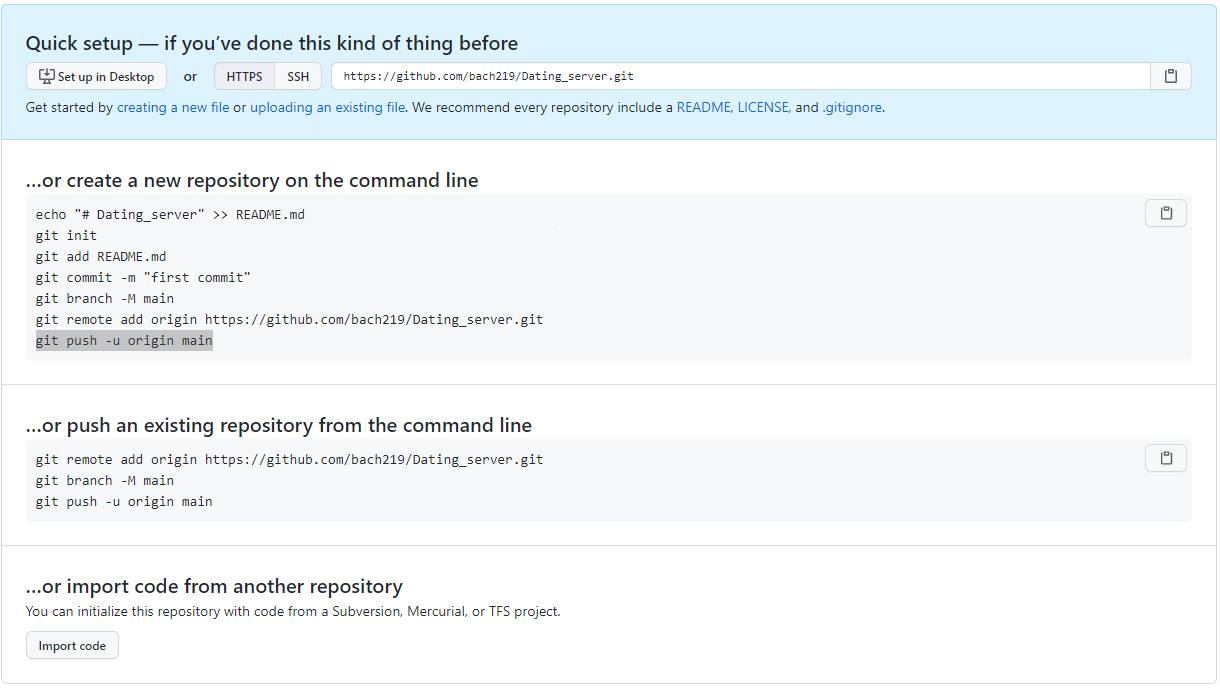 Quick setup — if you’ve done this kind of thing before
Set up in Desktop or HTTPS SSH https://github.com/bach219/Dating_server.git
Get started by creating a new file or uploading an existing file. We recommend every repository include a README, LICENSE, and .gitignore.
…or create a new repository on the command line
echo "# Dating_server" >> README.md
git init
git add README.md
git commit -m "first commit"
git branch -M main
git remote add origin https://github.com/bach219/Dating_server.git
git push -u origin main
…or push an existing repository from the command line
git remote add origin https://github.com/bach219/Dating_server.git
git branch -M main
git push -u origin main
…or import code from another repository
You can initialize this repository with code from a Subversion, Mercurial, or TFS project.
Import code